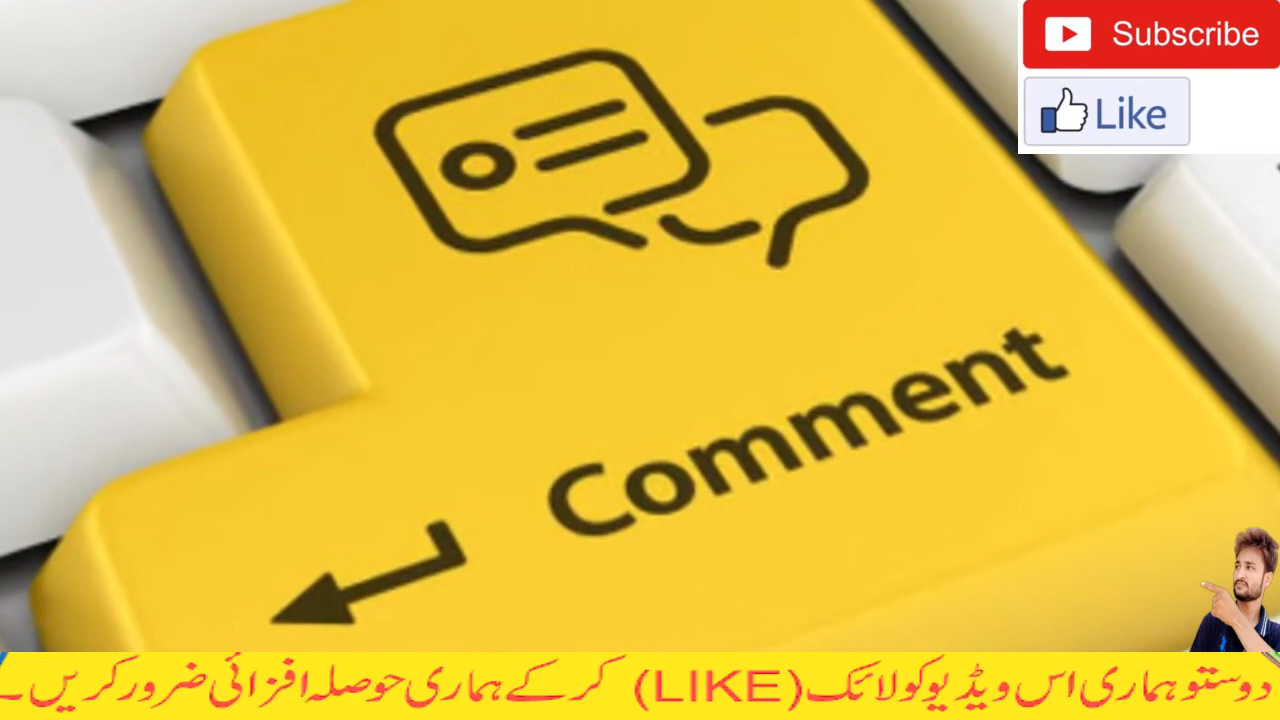 Subscribe
Like
Comment
دوستو ہماری اس ویڈیو کو لائک (LIKE) کر کے ہماری حوصلہ افزائی ضرور کریں۔